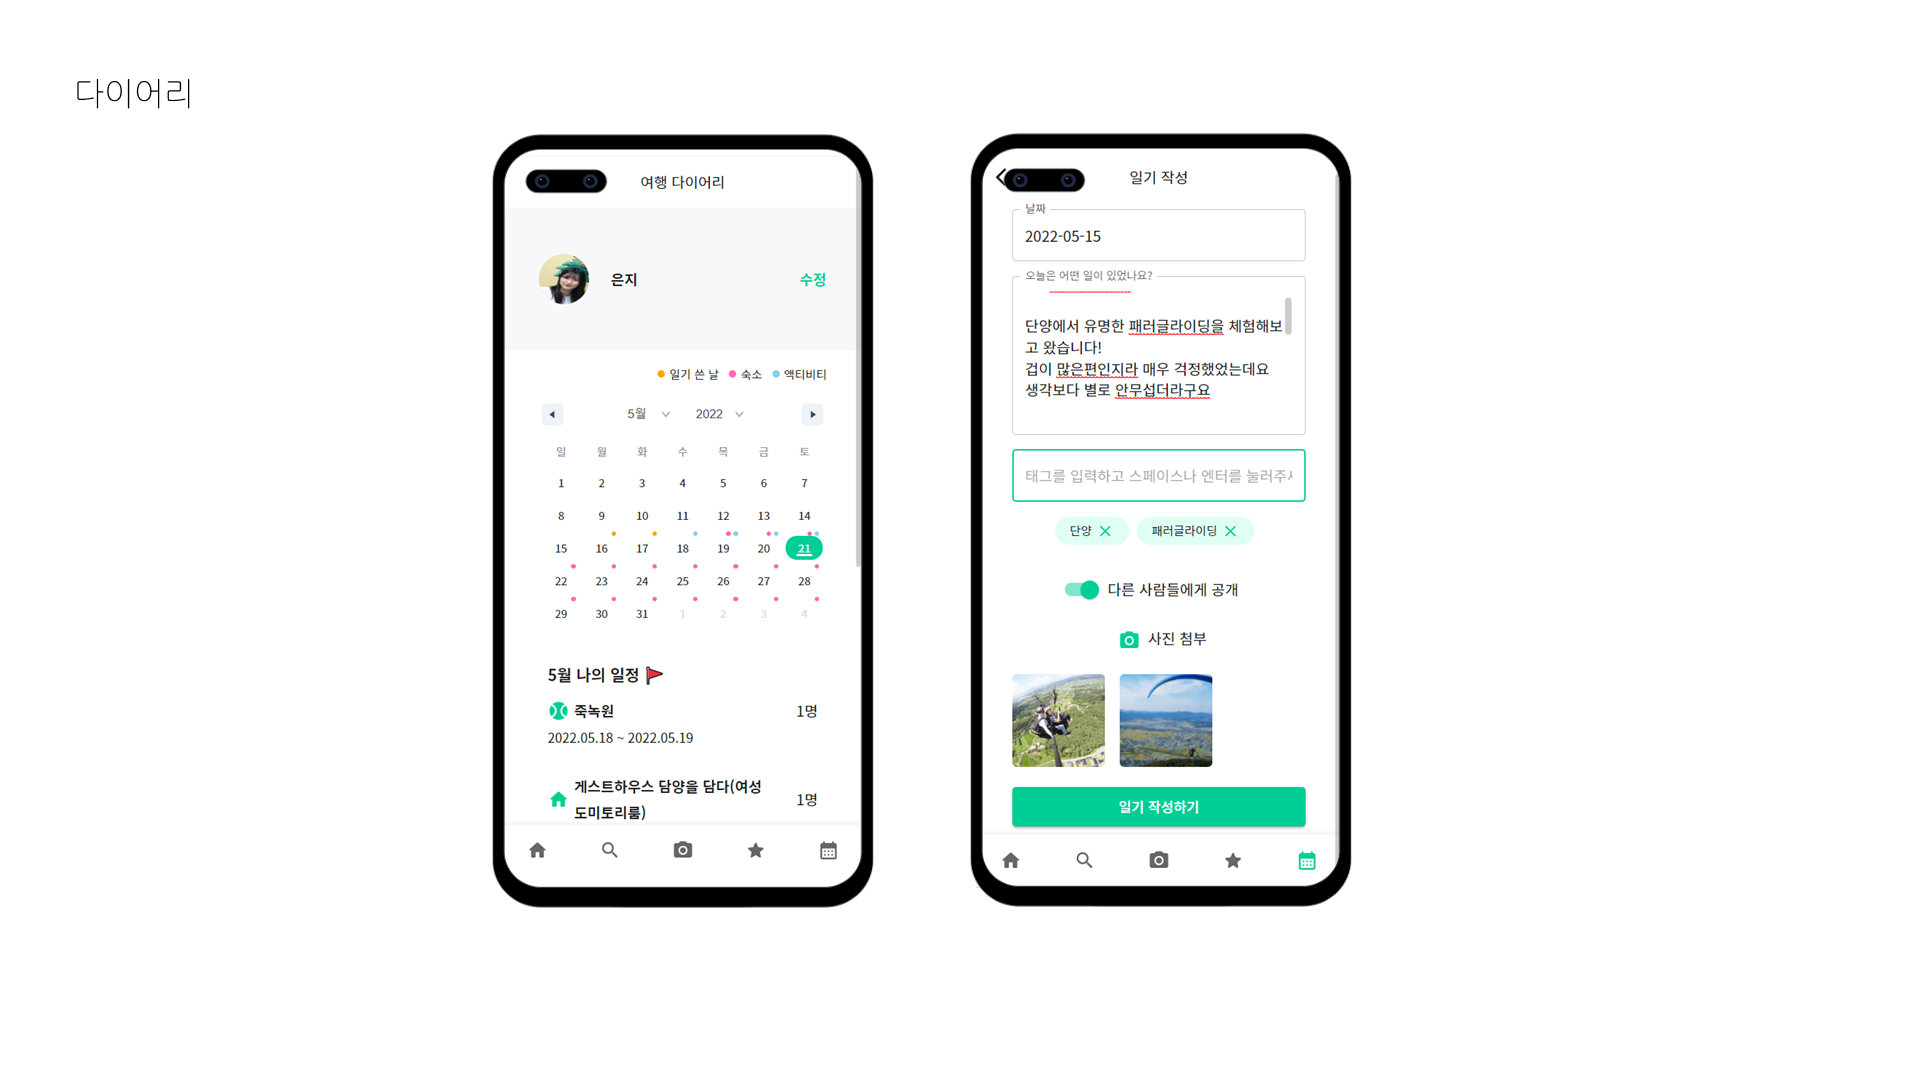 다이어리
여행 다이어리
은지
수정
일기 쓴 날 숙소 액티비티
5월 2022
일 월 화 수 목 금 토
1 2 3 4 5 6 7
8 9 10 11 12 13 14
15 16 17 18 19 20 21
22 23 24 25 26 27 28
29 30 31 1 2 3 4
5월 나의 일정
죽녹원 1명
2022.05.18 ~ 2022.05.19
게스트하우스 담양을 담다(여성
도미토리룸)
1명
일기 작성
날짜
2022-05-15
오늘은 어떤 일이 있었나요?
단양에서 유명한 패러글라이딩을 체험해보
고 왔습니다!
겁이 많은편인지라 매우 걱정했었는데요
생각보다 별로 안무섭더라구요
태그를 입력하고 스페이스나 엔터를 눌러주
단양
패러글라이딩
다른 사람들에게 공개
사진 첨부
일기 작성하기